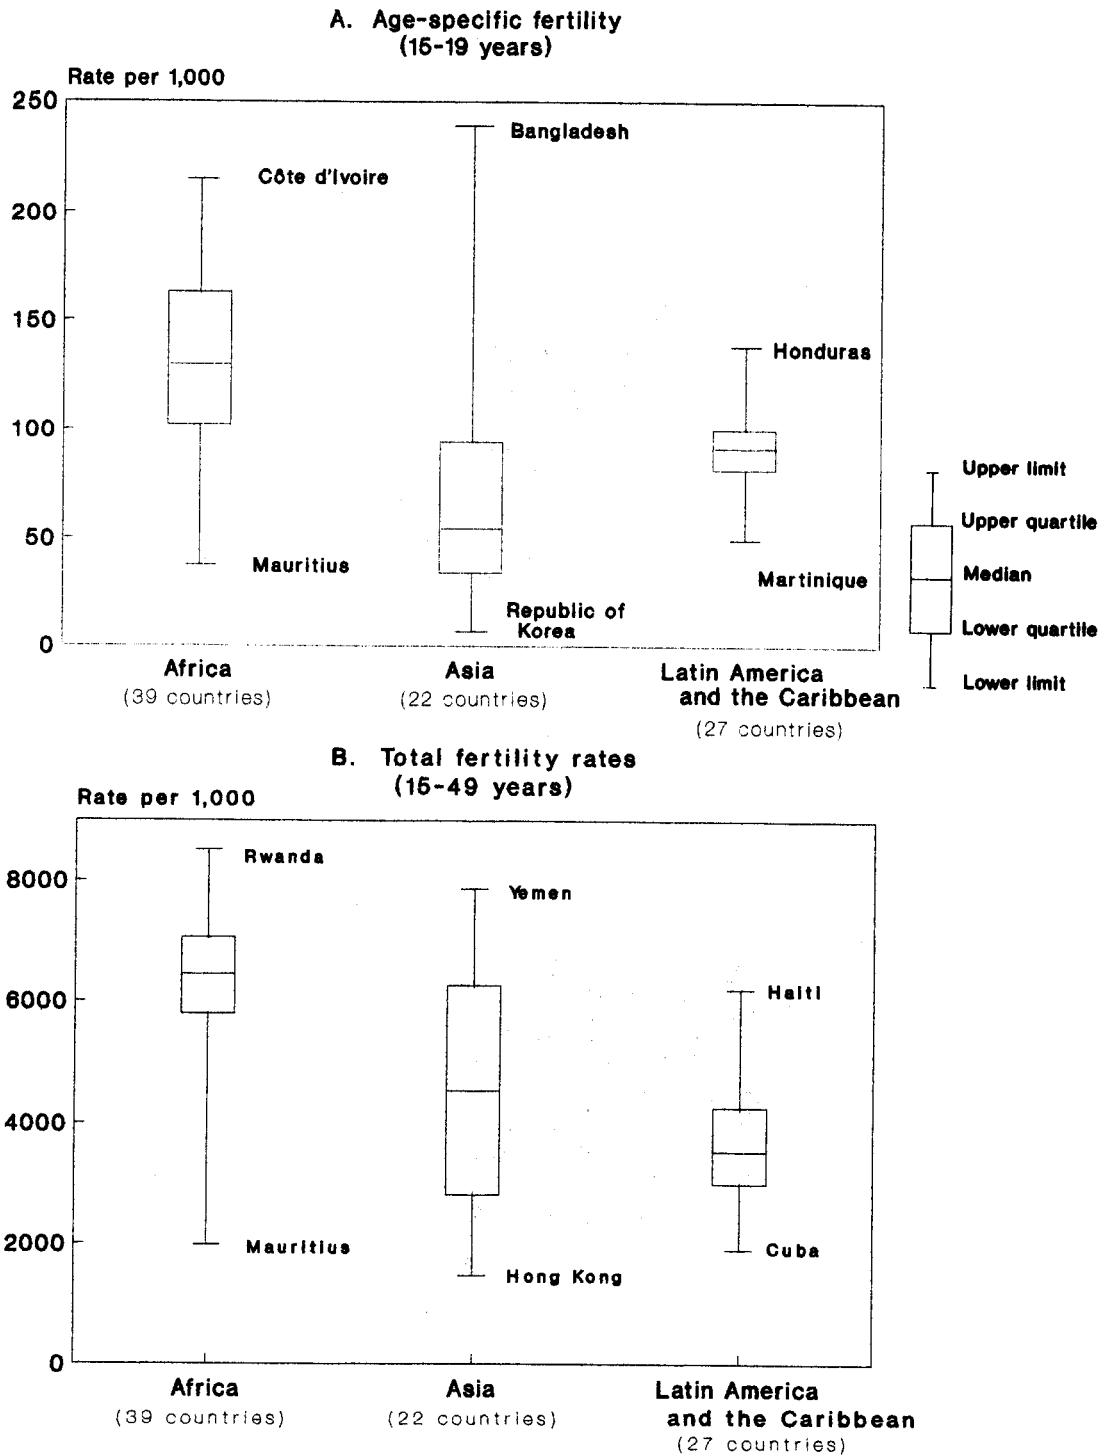 A. Age-specific fertility
(15-19 years)
Rate per 1,000
250
Bangladesh
Côte d'Ivoire
200
150
Honduras
100
Upper limit
Upper quartile
50
Mauritius
Median
Martinique
Republic of
Korea
Lower quartile
0
Africa
Asia
Latin America
Lower limit
(39 countries)
(22 countries)
and the Caribbean
(27 countries)
B. Total fertility rates
(15-49 years)
Rate per 1,000
Rwanda
8000
Yemen
6000
Haiti
4000
2000
Mauritius
Cuba
Hong Kong
0
Africa
Asia
Latin America
(39 countries)
(22 countries)
and the Caribbean
(27 countries)